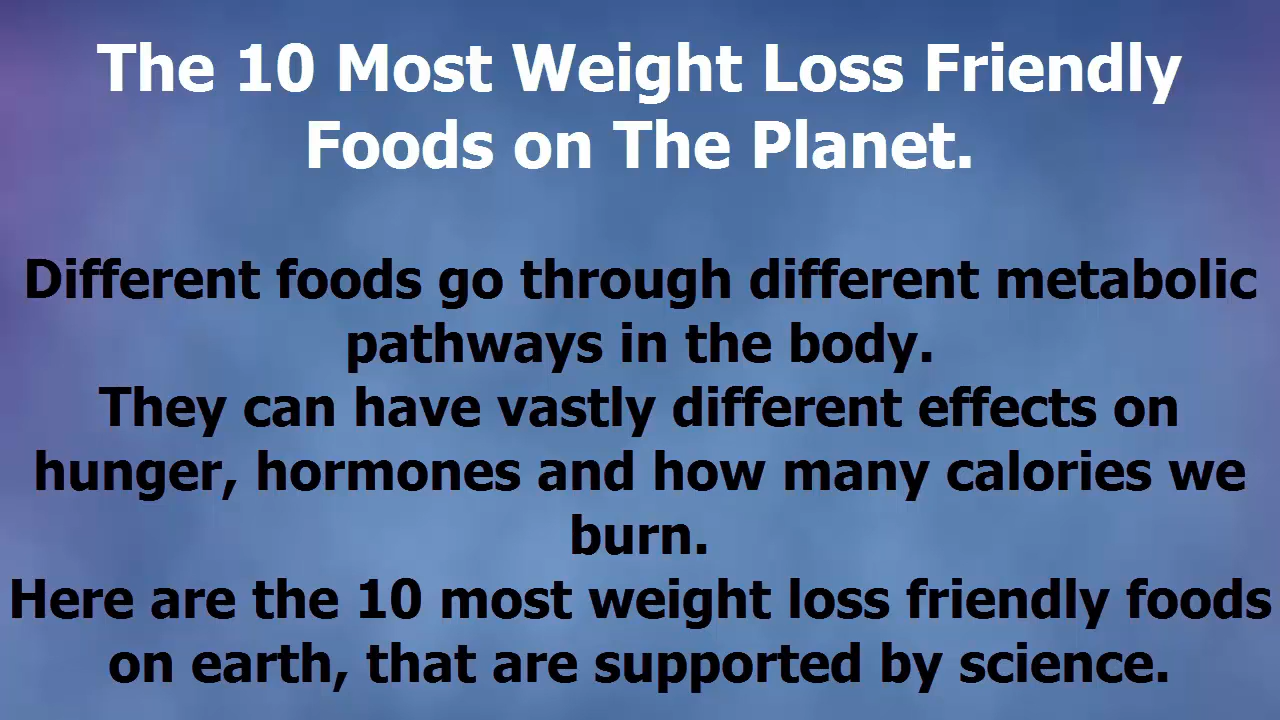 The 10 Most Weight Loss Friendly
Foods on The Planet.
Different foods go through different metabolic
pathways in the body.
They can have vastly different effects on
hunger, hormones and how many calories we
burn.
Here are the 10 most weight loss friendly foods
on earth, that are supported by science.